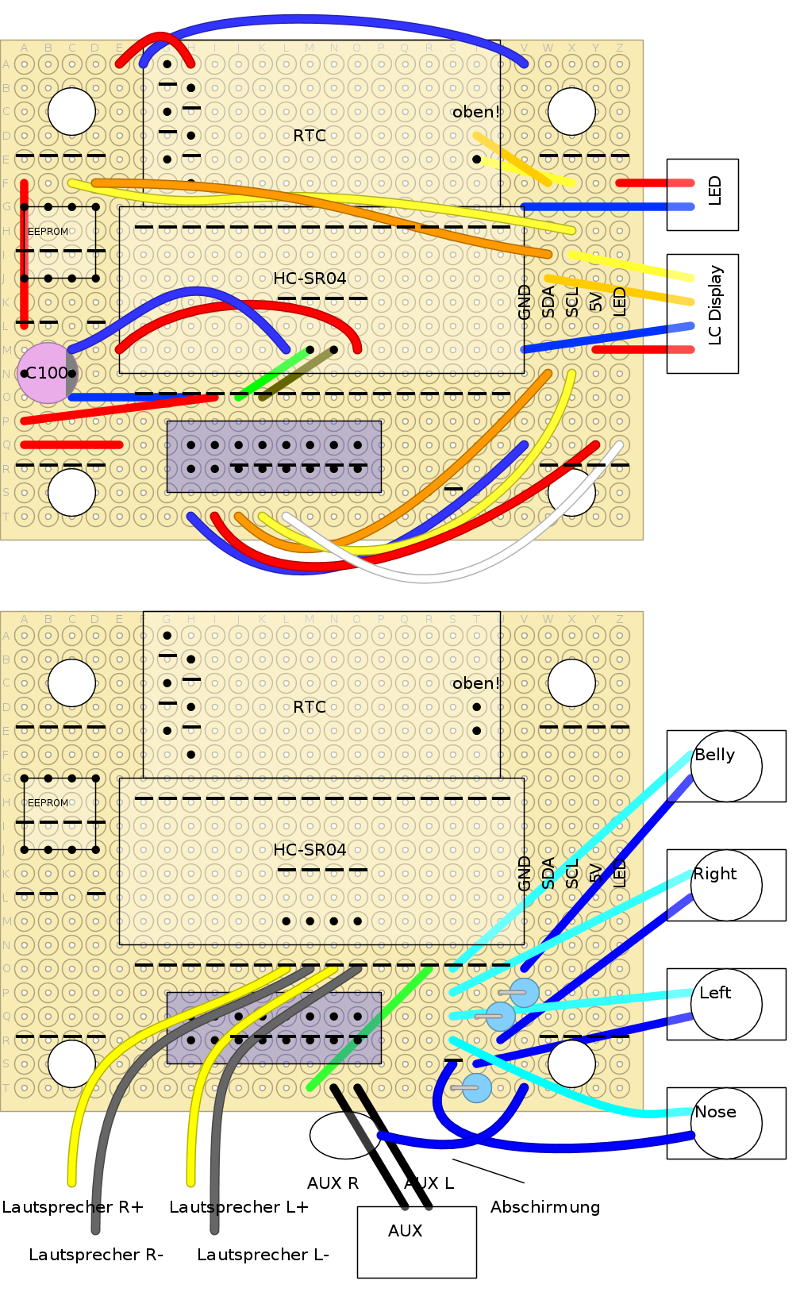 A B C D E F G H I J K L M N O P Q R S T U V W X Y Z
A
B
C
oben!
D
RTC
E
F
LED
G
H
EEPROM
I
J
HC-SR04
K
GND
SDA
SCL
5V
LED
LC Display
L
M
N
C100
O
P
Q
R
S
T
A B C D E F G H I J K L M N O P Q R S T U V W X Y Z
A
B
C
oben!
D
RTC
E
F
Belly
G
H
EEPROM
I
J
HC-SR04
K
GND
SDA
SCL
5V
LED
Right
L
M
N
O
P
Left
Q
R
S
T
Nose
AUX R
AUX L
Lautsprecher R+
Lautsprecher L+
Abschirmung
AUX
Lautsprecher R-
Lautsprecher L-